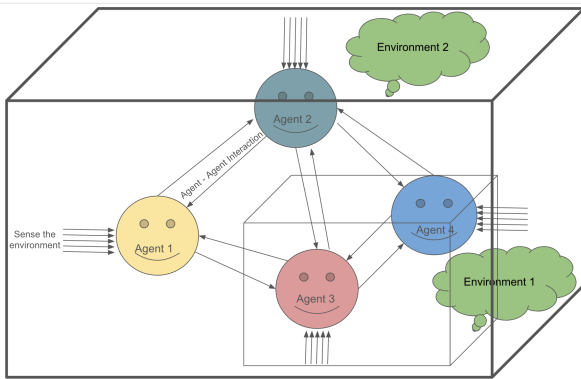 Environment 2
Agent 2
Agent - Agent Interaction
Sense the
environment
Agent 1
Agent 4
Environment 1
Agent 3